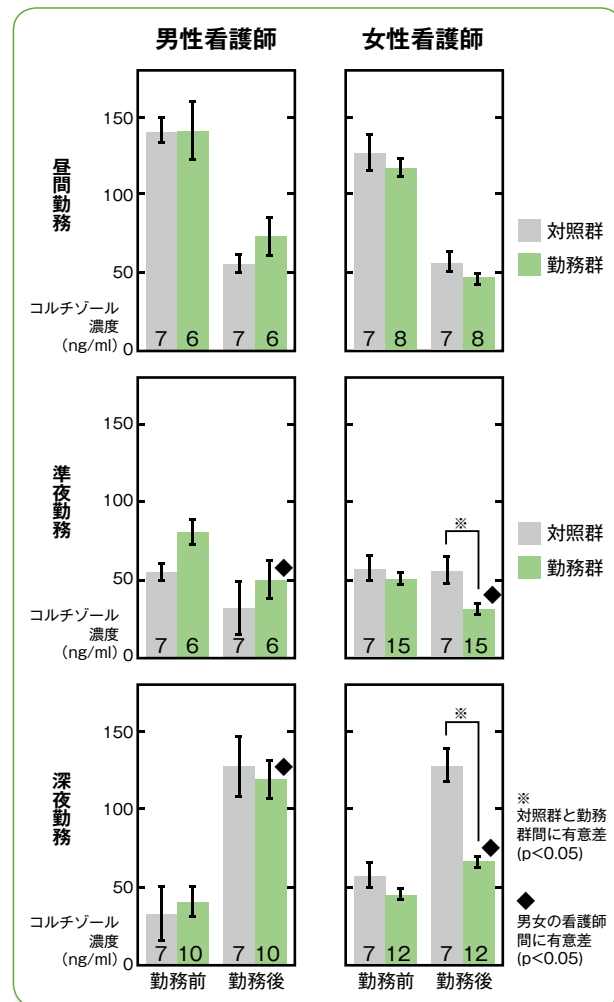 男性看護師 女性看護師
昼間勤務
150
100
50
0
コルチゾール
濃度
(ng/ml)
7 6 7 6
7 8 7 8
対照群
勤務群
準夜勤務
150
100
50
0
コルチゾール
濃度
(ng/ml)
7 6 7 6
※
7 15 7 15
対照群
勤務群
深夜勤務
150
100
50
0
コルチゾール
濃度
(ng/ml)
7 10 7 10
※
7 12 7 12
勤務前 勤務後 勤務前 勤務後
※
対照群と勤務
群間に有意差
(p<0.05)
◆
男女の看護師
間に有意差
(p<0.05)